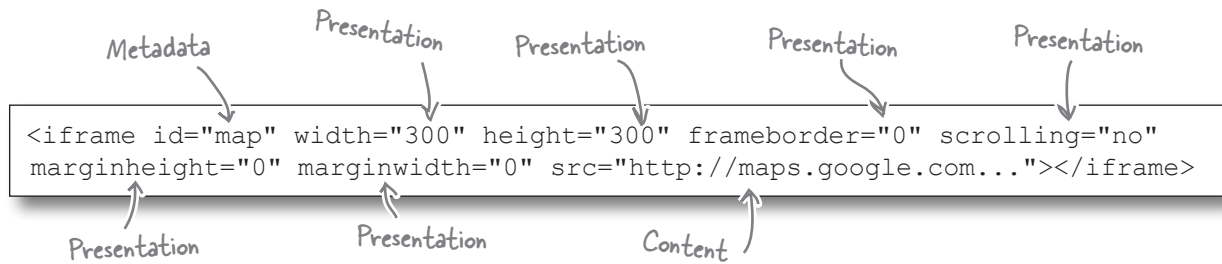 Metadata Presentation Presentation Presentation Presentation
<iframe id="map" width="300" height="300" frameborder="0" scrolling="no"
marginheight="0" marginwidth="0" src="http://maps.google.com..."></iframe>
Presentation Presentation Content